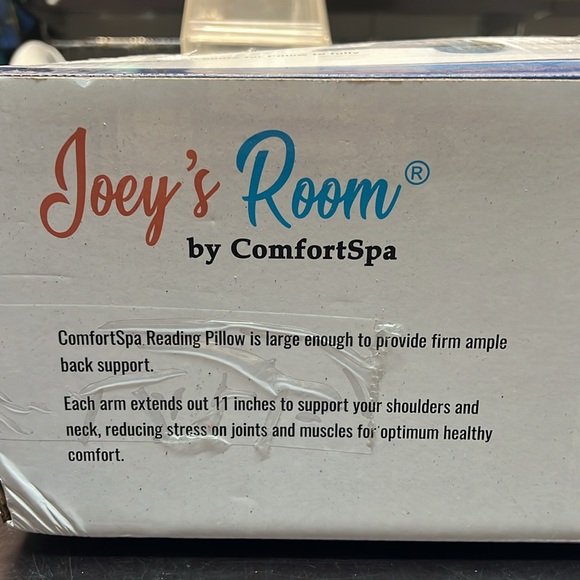 Joey's Room®
by ComfortSpa
ComfortSpa Reading Pillow is large enough to provide firm ample
back support.
Each arm extends out 11 inches to support your shoulders and
neck, reducing stress on joints and muscles for optimum healthy
comfort.